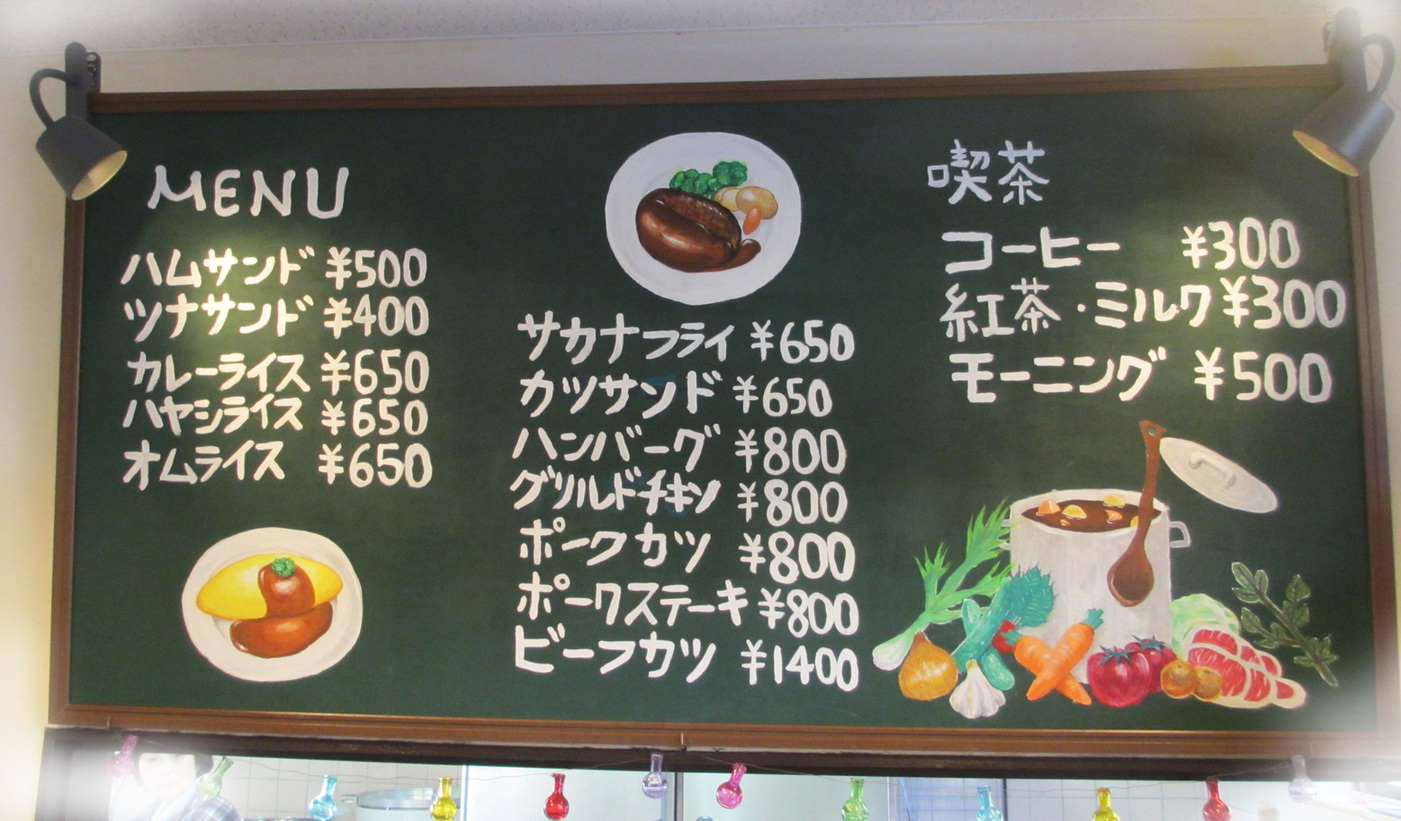 MENU
ハムサンド ¥500
ツナサンド ¥400
カレーライス ¥650
ハヤシライス ¥650
オムライス ¥650
サカナフライ ¥650
カツサンド ¥650
ハンバーグ ¥800
グリルドチキン ¥800
ポークカツ ¥800
ポークステーキ ¥800
ビーフカツ ¥1400
喫茶
コーヒー ¥300
紅茶・ミルク ¥300
モーニング ¥500